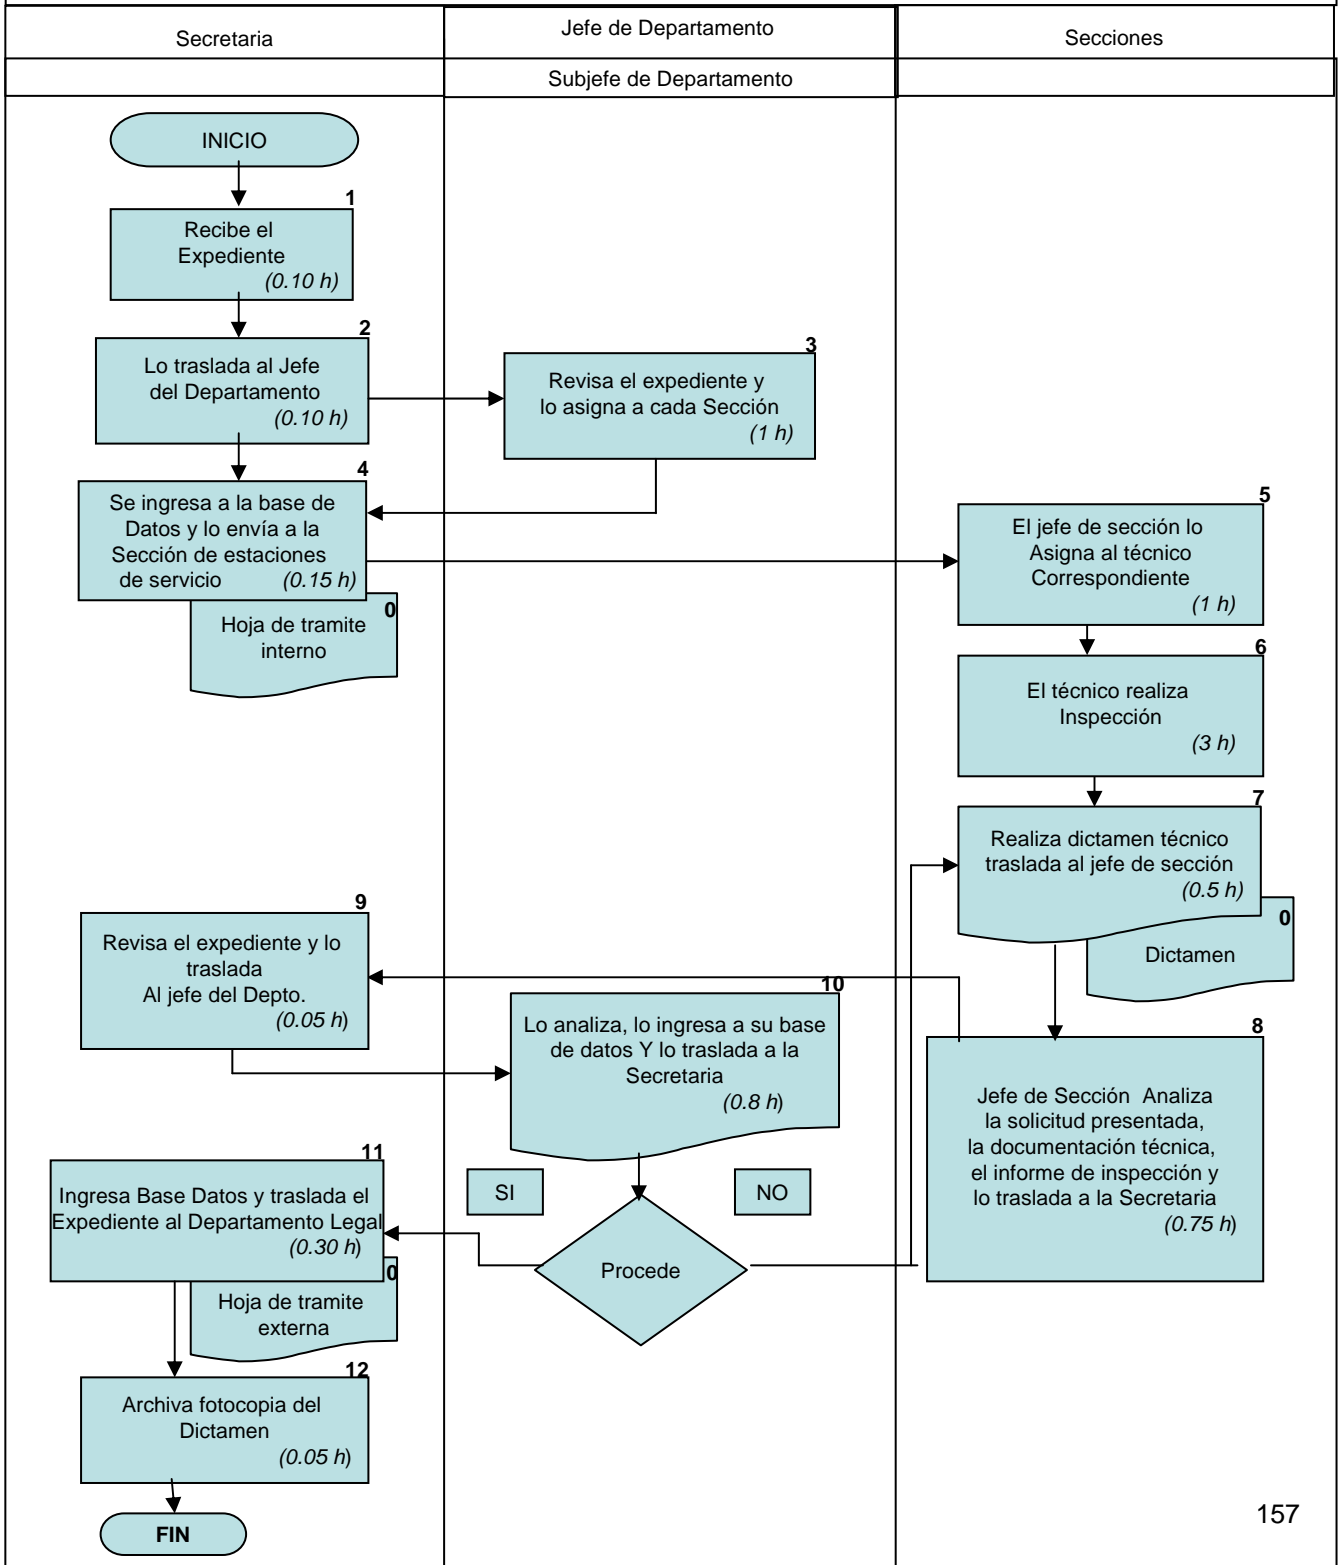 Secretaria
Jefe de Departamento
Secciones
Subjefe de Departamento
INICIO
1
Recibe el
Expediente
(0.10 h)
2
Lo traslada al Jefe
del Departamento
(0.10 h)
3
Revisa el expediente y
lo asigna a cada Sección
(1 h)
4
Se ingresa a la base de
Datos y lo envía a la
Sección de estaciones
de servicio (0.15 h)
0
Hoja de tramite
interno
5
El jefe de sección lo
Asigna al técnico
Correspondiente
(1 h)
6
El técnico realiza
Inspección
(3 h)
7
Realiza dictamen técnico
traslada al jefe de sección
(0.5 h)
0
Dictamen
8
Jefe de Sección Analiza
la solicitud presentada,
la documentación técnica,
el informe de inspección y
lo traslada a la Secretaria
(0.75 h)
9
Revisa el expediente y lo
traslada
Al jefe del Depto.
(0.05 h)
10
Lo analiza, lo ingresa a su base
de datos Y lo traslada a la
Secretaria
(0.8 h)
SI
NO
Procede
11
Ingresa Base Datos y traslada el
Expediente al Departamento Legal
(0.30 h)
0
Hoja de tramite
externa
12
Archiva fotocopia del
Dictamen
(0.05 h)
FIN
157